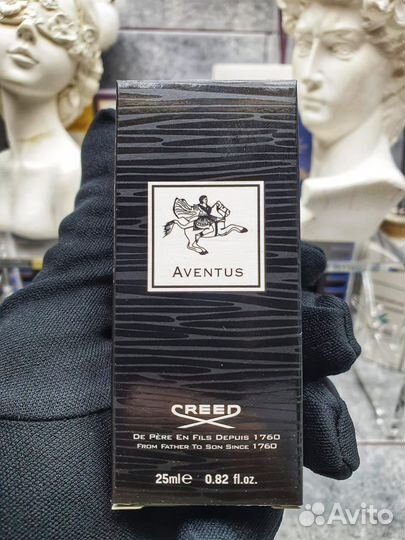 AVENTUS
CREED
DE PÈRE EN FILS DEPUIS 1760
FROM FATHER TO SON SINCE 1760
25ml℮ 0.82 fl.oz.
Avito